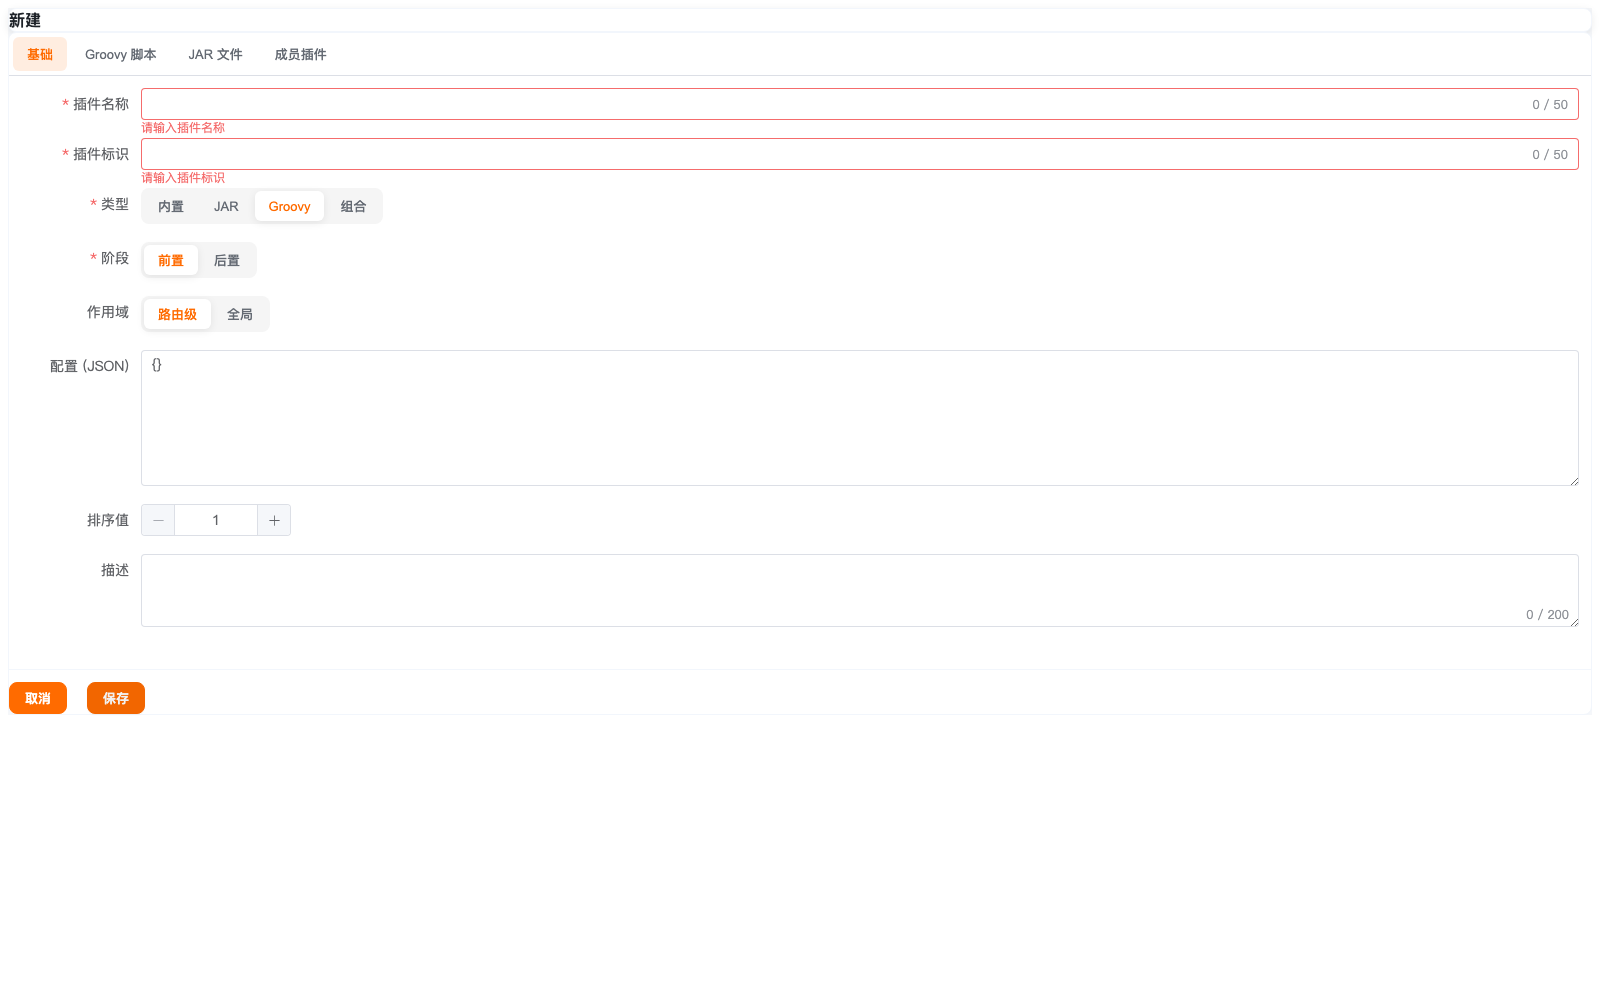 新建
基础 Groovy 脚本 JAR 文件 成员插件
* 插件名称 0 / 50
请输入插件名称
* 插件标识 0 / 50
请输入插件标识
* 类型 内置 JAR Groovy 组合
* 阶段 前置 后置
作用域 路由级 全局
配置 (JSON) {}
排序值 1
描述
0 / 200
取消 保存